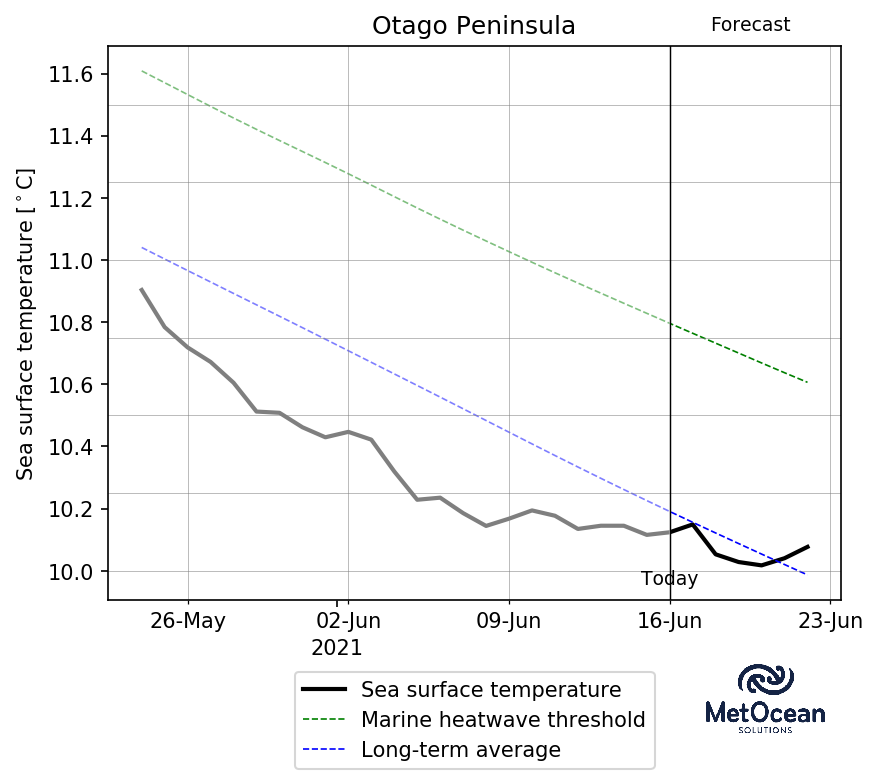 Otago Peninsula
Forecast
Sea surface temperature [°C]
11.6
11.4
11.2
11.0
10.8
10.6
10.4
10.2
10.0
Today
26-May 02-Jun 09-Jun 16-Jun 23-Jun
2021
Sea surface temperature
Marine heatwave threshold
Long-term average
MetOcean
SOLUTIONS